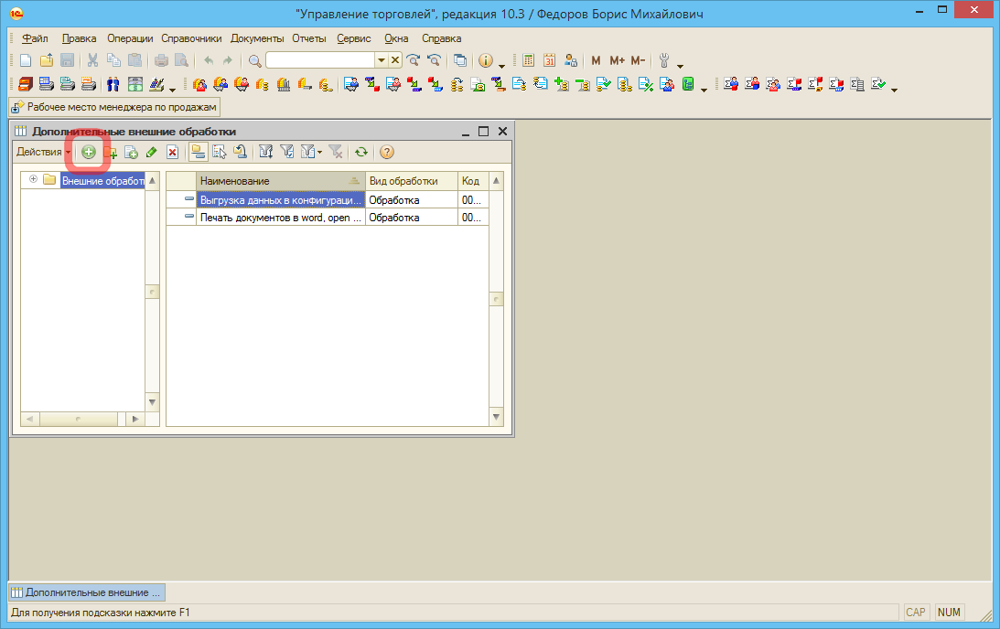 "Управление торговлей", редакция 10.3 / Федоров Борис Михайлович
Файл Правка Операции Справочники Документы Отчеты Сервис Окна Справка
M M+ M-
Рабочее место менеджера по продажам
Дополнительные внешние обработки
Действия
Внешние обработ
Наименование Вид обработки Код
Выгрузка данных в конфигураци... Обработка 00...
Печать документов в word, open ... Обработка 00...
Дополнительные внешние ...
Для получения подсказки нажмите F1 CAP NUM